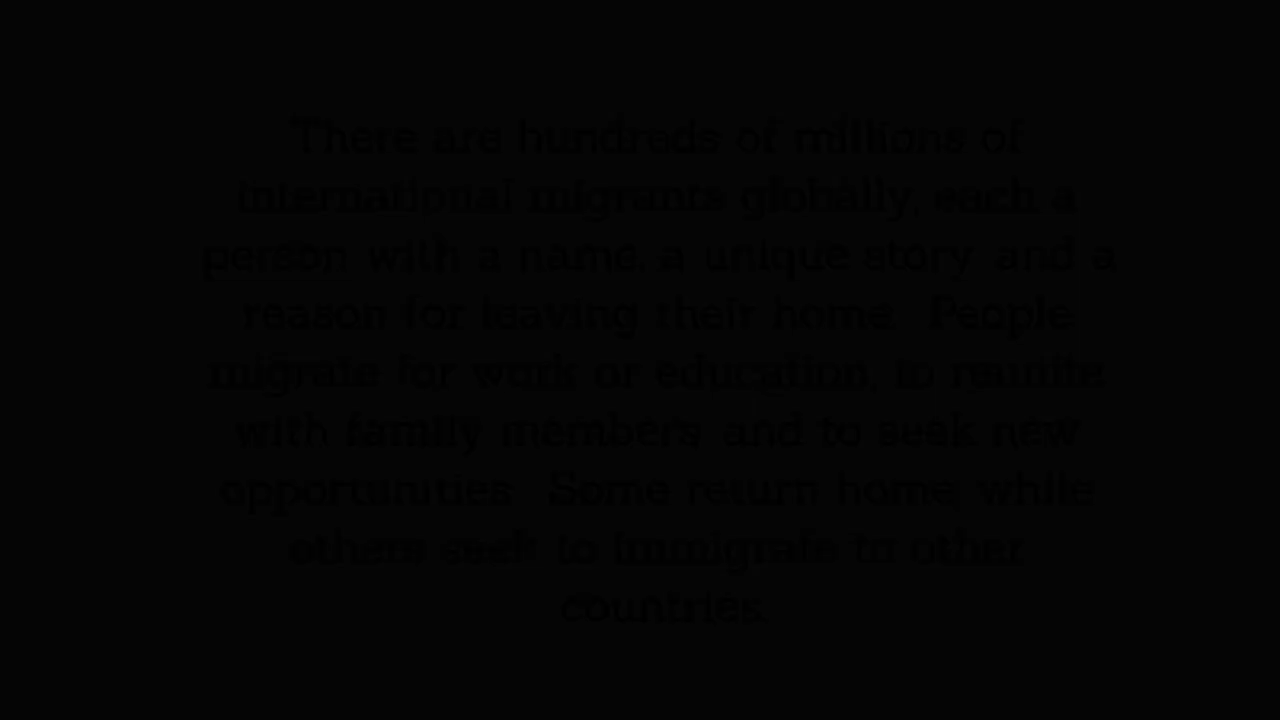 There are hundreds of millions of
international migrants globally, each a
person with a name, a unique story and a
reason for leaving their home. People
migrate for work or education, to reunite
with family members and to seek new
opportunities. Some return home, while
others seek to immigrate to other
countries.